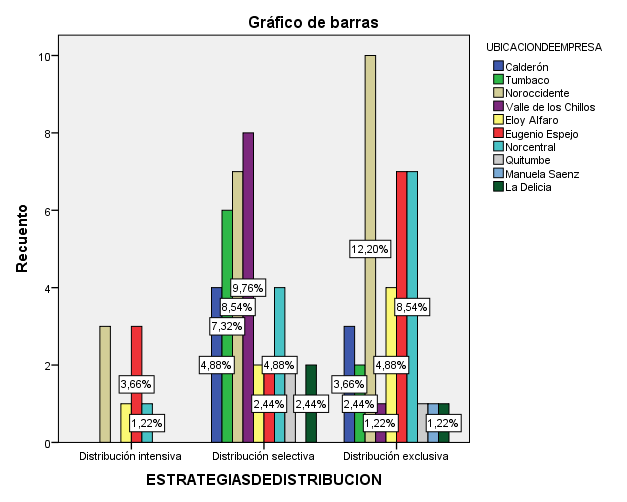 Gráfico de barras
UBICACIONDEEMPRESA
Calderón
Tumbaco
Noroccidente
Valle de los Chillos
Eloy Alfaro
Eugenio Espejo
Norcentral
Quitumbe
Manuela Saenz
La Delicia
Recuento
10
8
6
4
2
0
3,66%
1,22%
4,88%
7,32%
8,54%
9,76%
2,44%
4,88%
2,44%
3,66%
2,44%
12,20%
1,22%
4,88%
8,54%
1,22%
Distribución intensiva
Distribución selectiva
Distribución exclusiva
ESTRATEGIASDEDISTRIBUCION